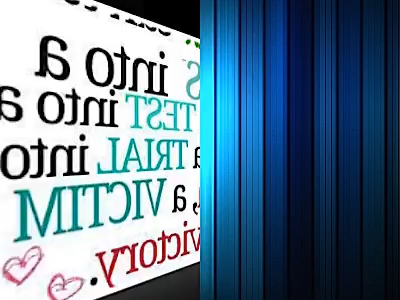 S into a
TEST into a
a TRIAL into
, a VICTIM
victory.